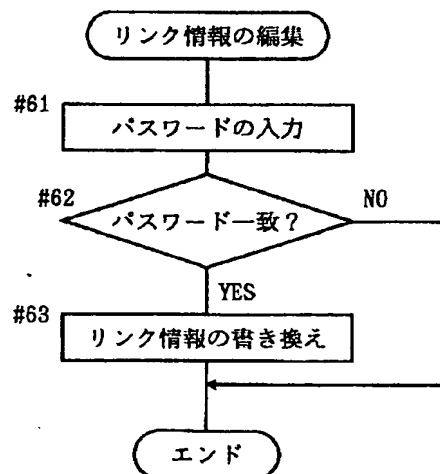 リンク情報の編集
#61
パスワードの入力
#62
パスワード一致？
NO
YES
#63
リンク情報の書き換え
エンド